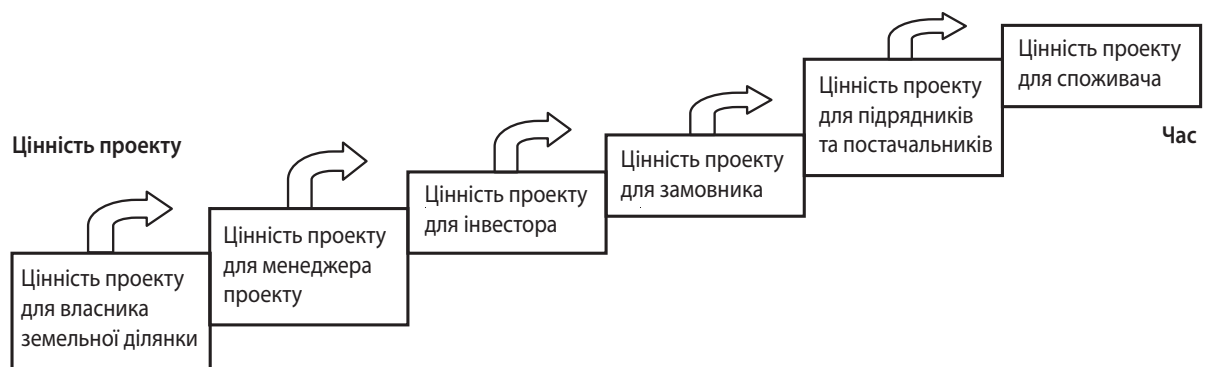 Цінність проекту
Цінність проекту
для власника
земельної ділянки
Цінність проекту
для менеджера
проекту
Цінність проекту
для інвестора
Цінність проекту
для замовника
Цінність проекту
для підрядників
та постачальників
Цінність проекту
для споживача
Час